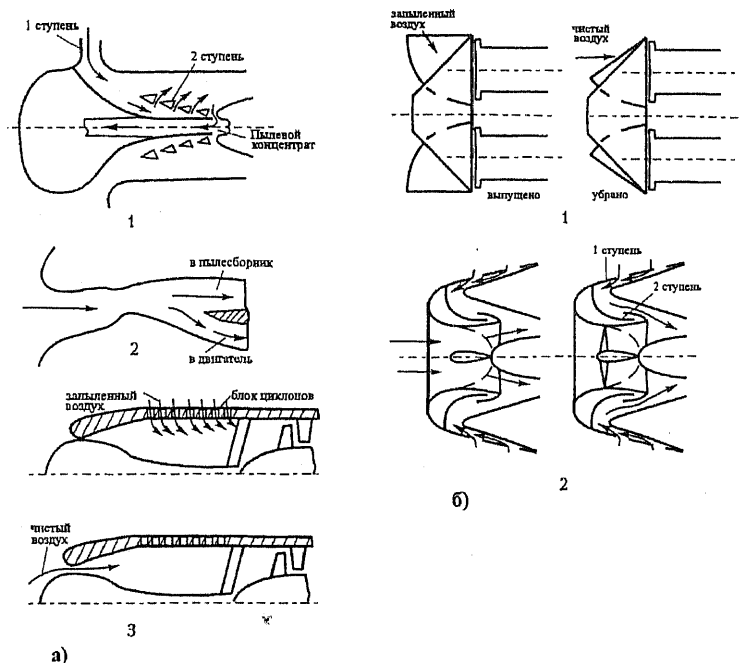 1 ступень
2 ступень
Пылевой
концентрат
1
в пылесборник
в двигатель
2
запыленный
воздух
блок циклонов
чистый
воздух
3
а)
запыленный
воздух
чистый
воздух
выпущено
убрано
1
1 ступень
2 ступень
2
б)